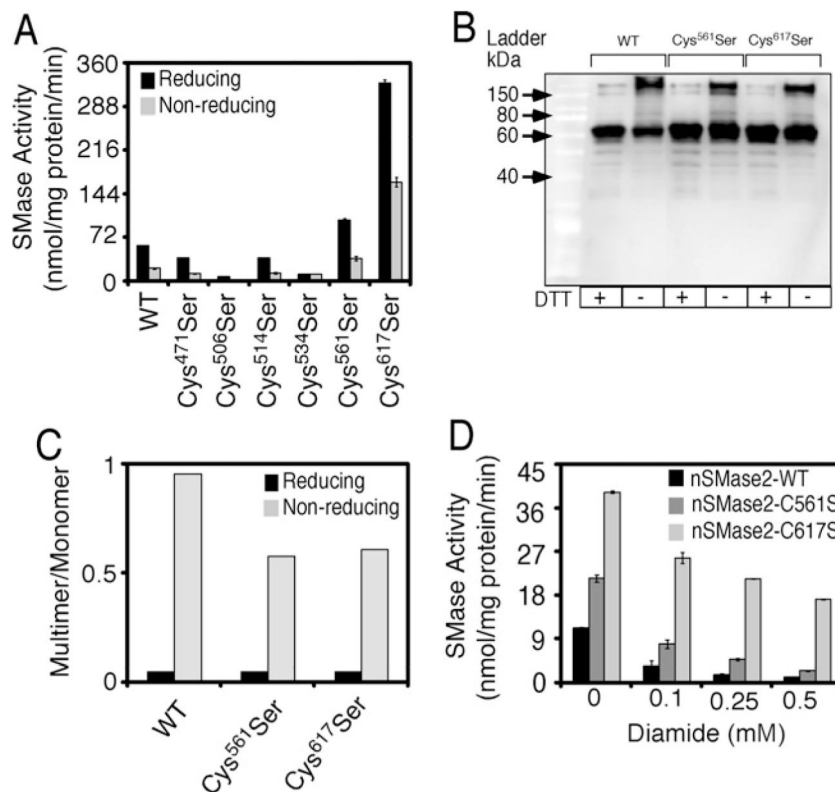 A
SMase Activity
(nmol/mg protein/min)
360
288
216
144
72
0
Reducing
Non-reducing
WT
Cys471Ser
Cys506Ser
Cys514Ser
Cys534Ser
Cys561Ser
Cys617Ser
B
Ladder
kDa
WT
Cys561Ser
Cys617Ser
150
80
60
40
DTT + - + - + -
C
Multimer/Monomer
1
0.5
0
Reducing
Non-reducing
WT
Cys561Ser
Cys617Ser
D
SMase Activity
(nmol/mg protein/min)
45
36
27
18
9
0
nSMase2-WT
nSMase2-C561S
nSMase2-C617S
0 0.1 0.25 0.5
Diamide (mM)